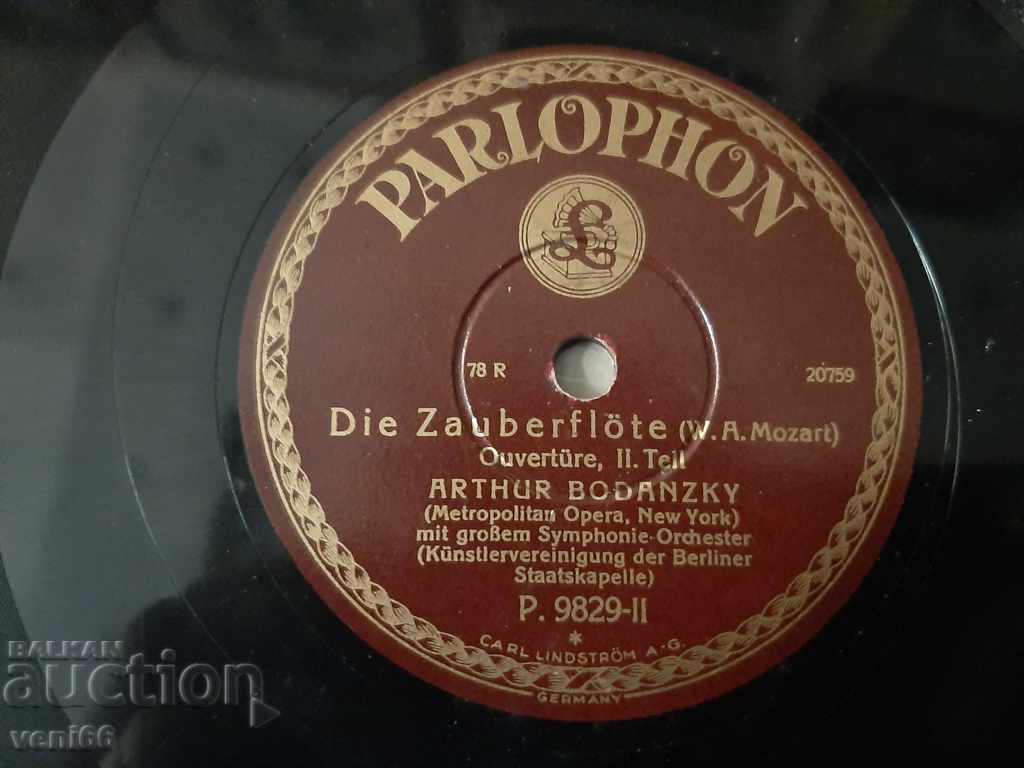 PARLOPHON
£
78 R
20759
Die Zauberflöte (W. A. Mozart)
Ouvertüre, II. Teil
ARTHUR BODANZKY
(Metropolitan Opera, New York)
mit großem Symphonie-Orchester
(Künstlervereinigung der Berliner
Staatskapelle)
P. 9829-II
*
CARL LINDSTRÖM A.-G.
GERMANY
BALKAN
auction
veni66